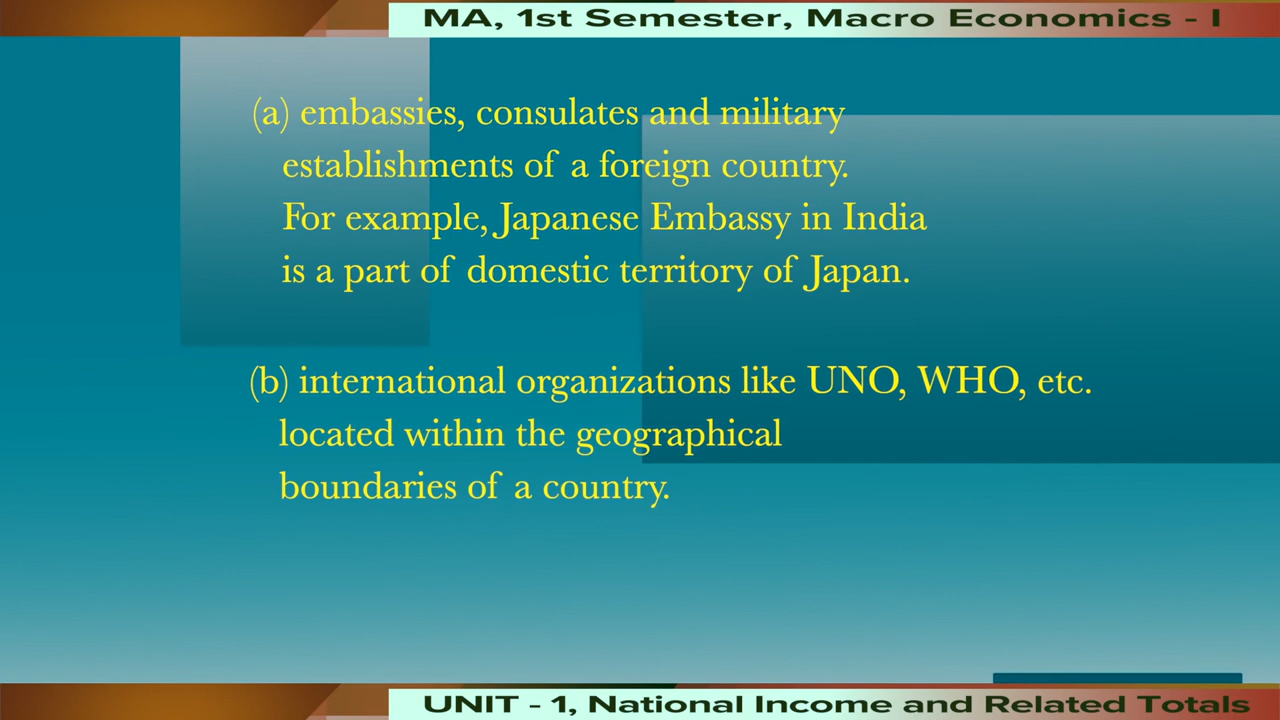 MA, 1st Semester, Macro Economics - I
(a) embassies, consulates and military
establishments of a foreign country.
For example, Japanese Embassy in India
is a part of domestic territory of Japan.
(b) international organizations like UNO, WHO, etc.
located within the geographical
boundaries of a country.
UNIT - 1, National Income and Related Totals